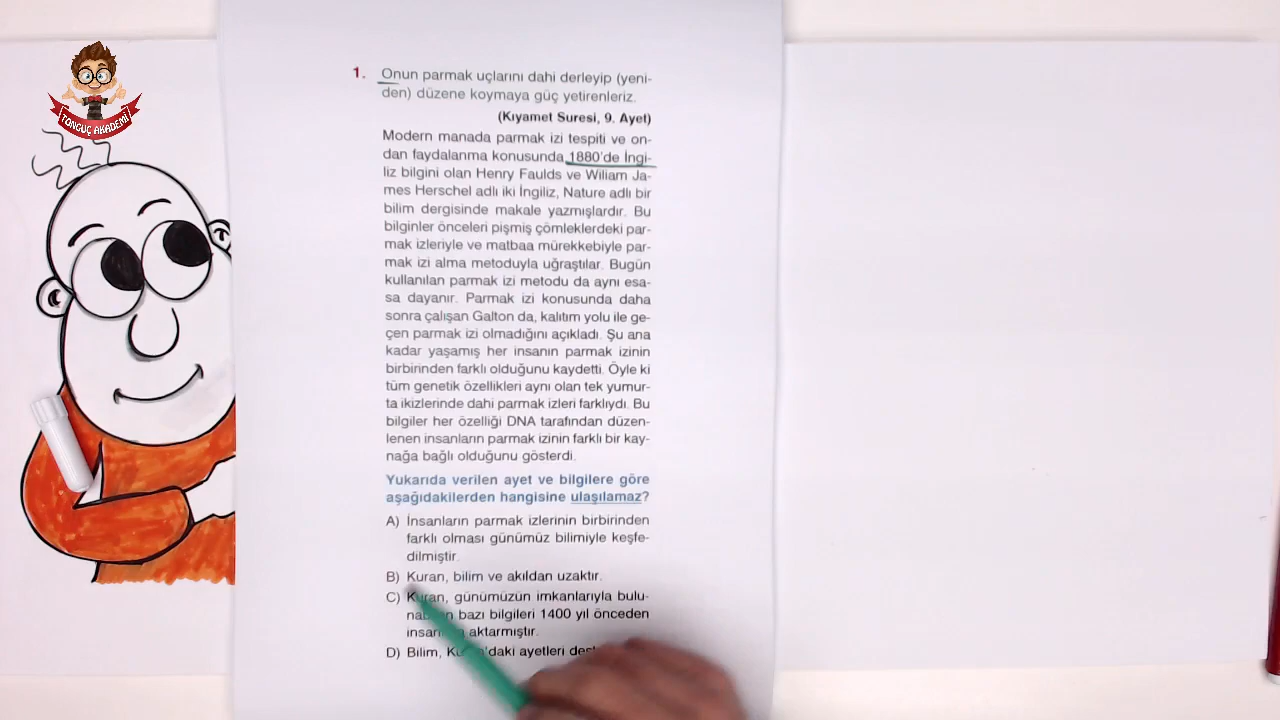 TONGUÇ AKADEMİ
1. Onun parmak uçlarını dahi derleyip (yeni-
den) düzene koymaya güç yetirenleriz.
(Kıyamet Suresi, 9. Ayet)
Modern manada parmak izi tespiti ve on-
dan faydalanma konusunda 1880'de İngi-
liz bilgini olan Henry Faulds ve Wiliam Ja-
mes Herschel adlı iki İngiliz, Nature adlı bir
bilim dergisinde makale yazmışlardır. Bu
bilginler önceleri pişmiş çömleklerdeki par-
mak izleriyle ve matbaa mürekkebiyle par-
mak izi alma metoduyla uğraştılar. Bugün
kullanılan parmak izi metodu da aynı esa-
sa dayanır. Parmak izi konusunda daha
sonra çalışan Galton da, kalıtım yolu ile ge-
çen parmak izi olmadığını açıkladı. Şu ana
kadar yaşamış her insanın parmak izinin
birbirinden farklı olduğunu kaydetti. Öyle ki
tüm genetik özellikleri aynı olan tek yumur-
ta ikizlerinde dahi parmak izleri farklıydı. Bu
bilgiler her özelliği DNA tarafından düzen-
lenen insanların parmak izinin farklı bir kay-
nağa bağlı olduğunu gösterdi.
Yukarıda verilen ayet ve bilgilere göre
aşağıdakilerden hangisine ulaşılamaz?
A) İnsanların parmak izlerinin birbirinden
farklı olması günümüz bilimiyle keşfe-
dilmiştir.
B) Kuran, bilim ve akıldan uzaktır.
C) Kuran, günümüzün imkanlarıyla bulu-
bazı bilgileri 1400 yıl önceden
aktarmıştır.
D) Bilim, ayetleri